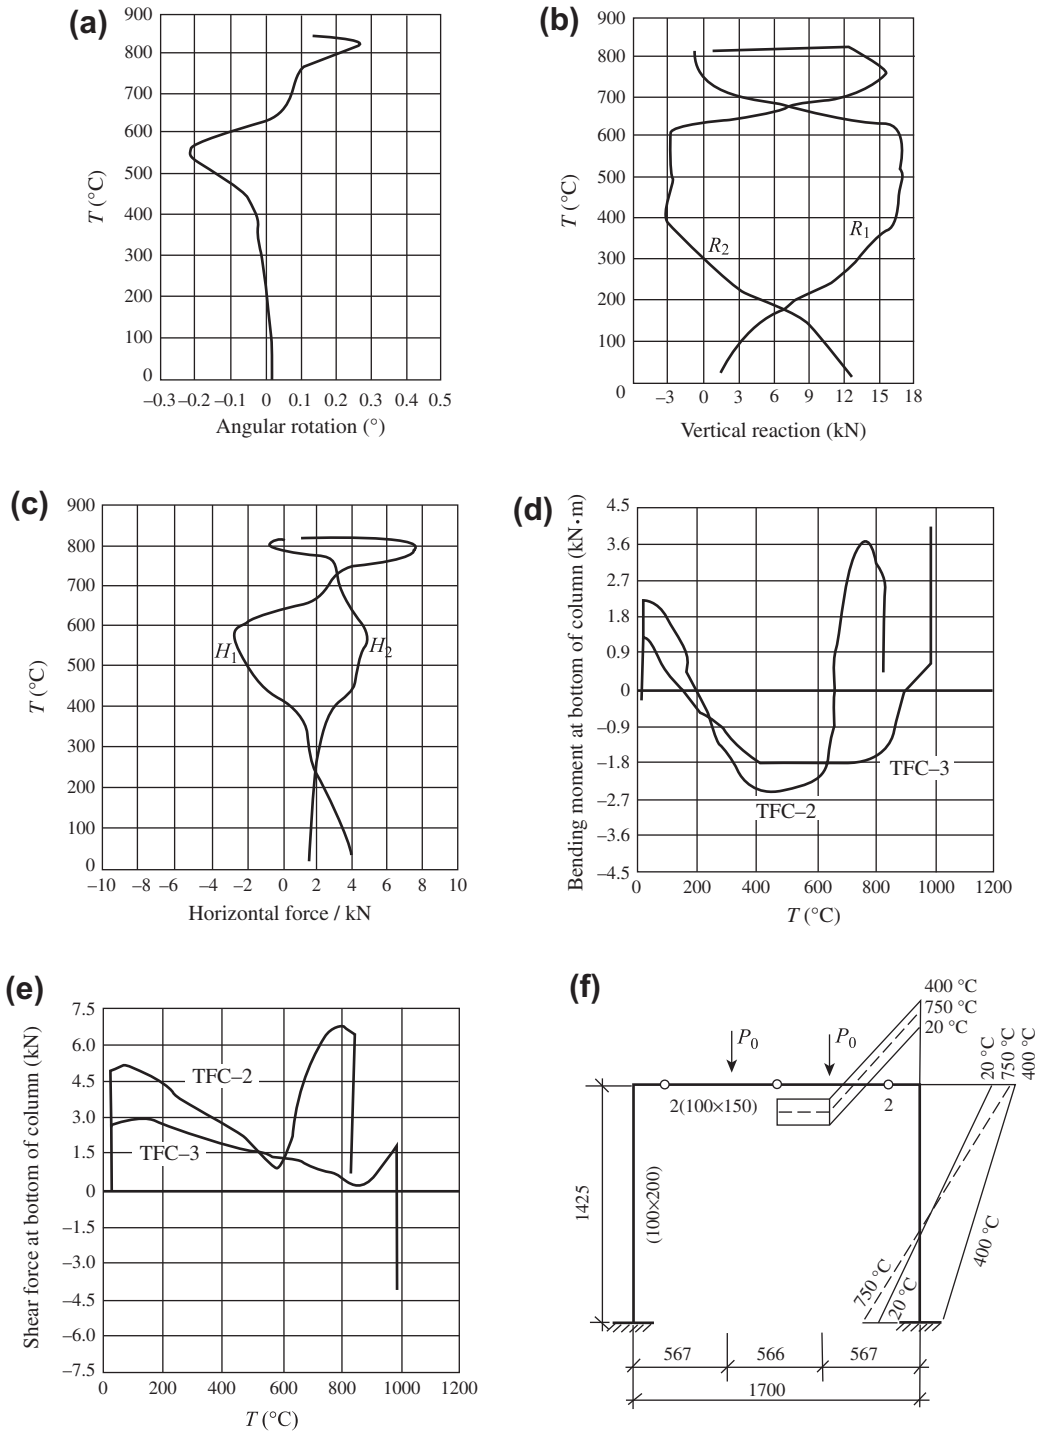 (a)
900
800
700
600
500
400
300
200
100
0
T (°C)
−0.3 −0.2 −0.1 0 0.1 0.2 0.3 0.4 0.5
Angular rotation (°)
(b)
900
800
700
600
500
400
300
200
100
0
T (°C)
R2
R1
−3 0 3 6 9 12 15 18
Vertical reaction (kN)
(c)
900
800
700
600
500
400
300
200
100
0
T (°C)
H1
H2
−10 −8 −6 −4 −2 0 2 4 6 8 10
Horizontal force / kN
(d)
4.5
3.6
2.7
1.8
0.9
0
−0.9
−1.8
−2.7
−3.6
−4.5
Bending moment at bottom of column (kN•m)
TFC−3
TFC−2
0 200 400 600 800 1000 1200
T (°C)
(e)
7.5
6.0
4.5
3.0
1.5
0
−1.5
−3.0
−4.5
−6.0
−7.5
Shear force at bottom of column (kN)
TFC−2
TFC−3
0 200 400 600 800 1000 1200
T (°C)
(f)
400 °C
750 °C
20 °C
P0
P0
20 °C
750 °C
400 °C
2(100×150)
2
1425
(100×200)
750 °C
20 °C
400 °C
567 566 567
1700